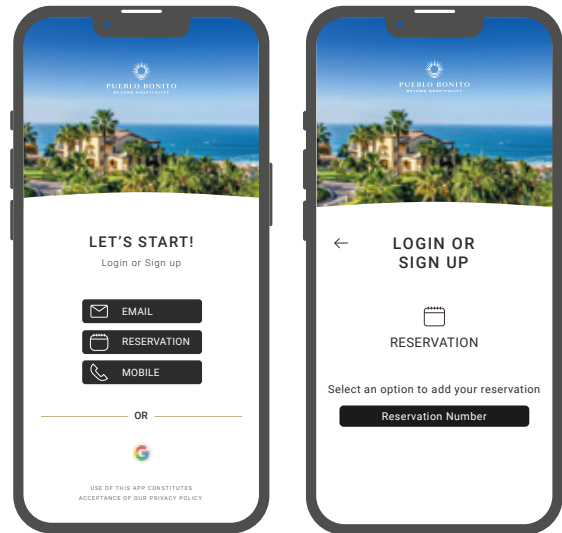 PUEBLO BONITO
BEYOND HOSPITALITY
LET’S START!
Login or Sign up
EMAIL
RESERVATION
MOBILE
OR
USE OF THIS APP CONSTITUTES
ACCEPTANCE OF OUR PRIVACY POLICY.
PUEBLO BONITO
BEYOND HOSPITALITY
LOGIN OR
SIGN UP
RESERVATION
Select an option to add your reservation
Reservation Number